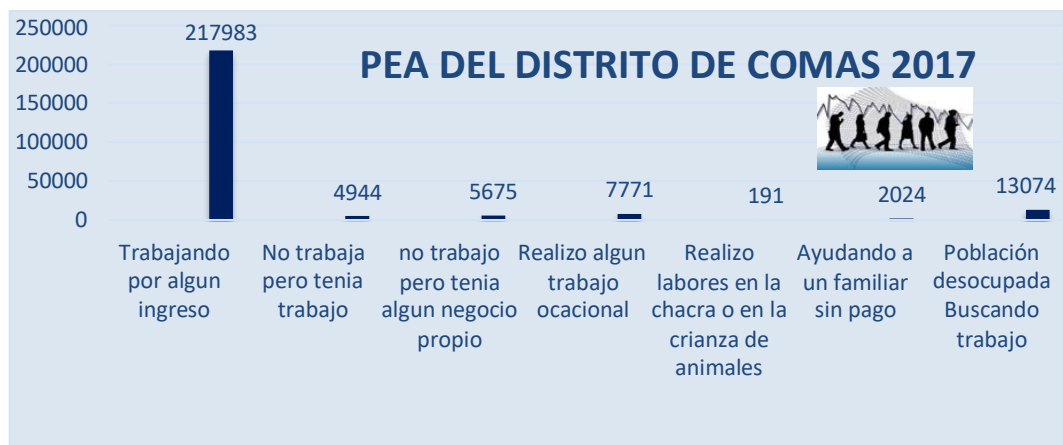 PEA DEL DISTRITO DE COMAS 2017
250000
200000
150000
100000
50000
0
217983
4944
5675
7771
191
2024
13074
Trabajando
por algun
ingreso
No trabaja
pero tenia
trabajo
no trabajo
pero tenia
algun negocio
propio
Realizo algun
trabajo
ocacional
Realizo
labores en la
chacra o en la
crianza de
animales
Ayudando a
un familiar
sin pago
Población
desocupada
Buscando
trabajo